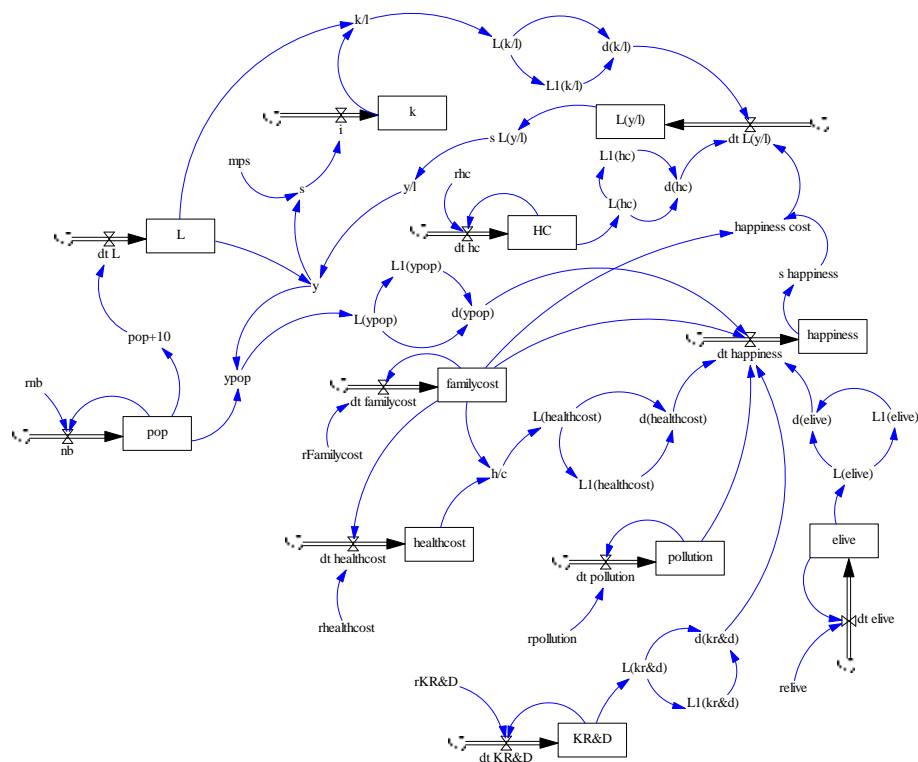 k/l
L(k/l)
d(k/l)
L1(k/l)
k
i
L(y/l)
dt L(y/l)
s L(y/l)
mps
s
y/l
rhc
L1(hc)
d(hc)
L(hc)
HC
dt hc
L
dt L
happiness cost
y
L1(ypop)
s happiness
L(ypop)
d(ypop)
pop+10
happiness
dt happiness
ypop
rnb
familycost
dt familycost
pop
nb
rFamilycost
L(healthcost)
d(healthcost)
d(elive)
L1(elive)
h/c
L1(healthcost)
L(elive)
healthcost
dt healthcost
elive
pollution
dt pollution
rhealthcost
rpollution
dt elive
d(kr&d)
L(kr&d)
rKR&D
L1(kr&d)
relive
KR&D
dt KR&D